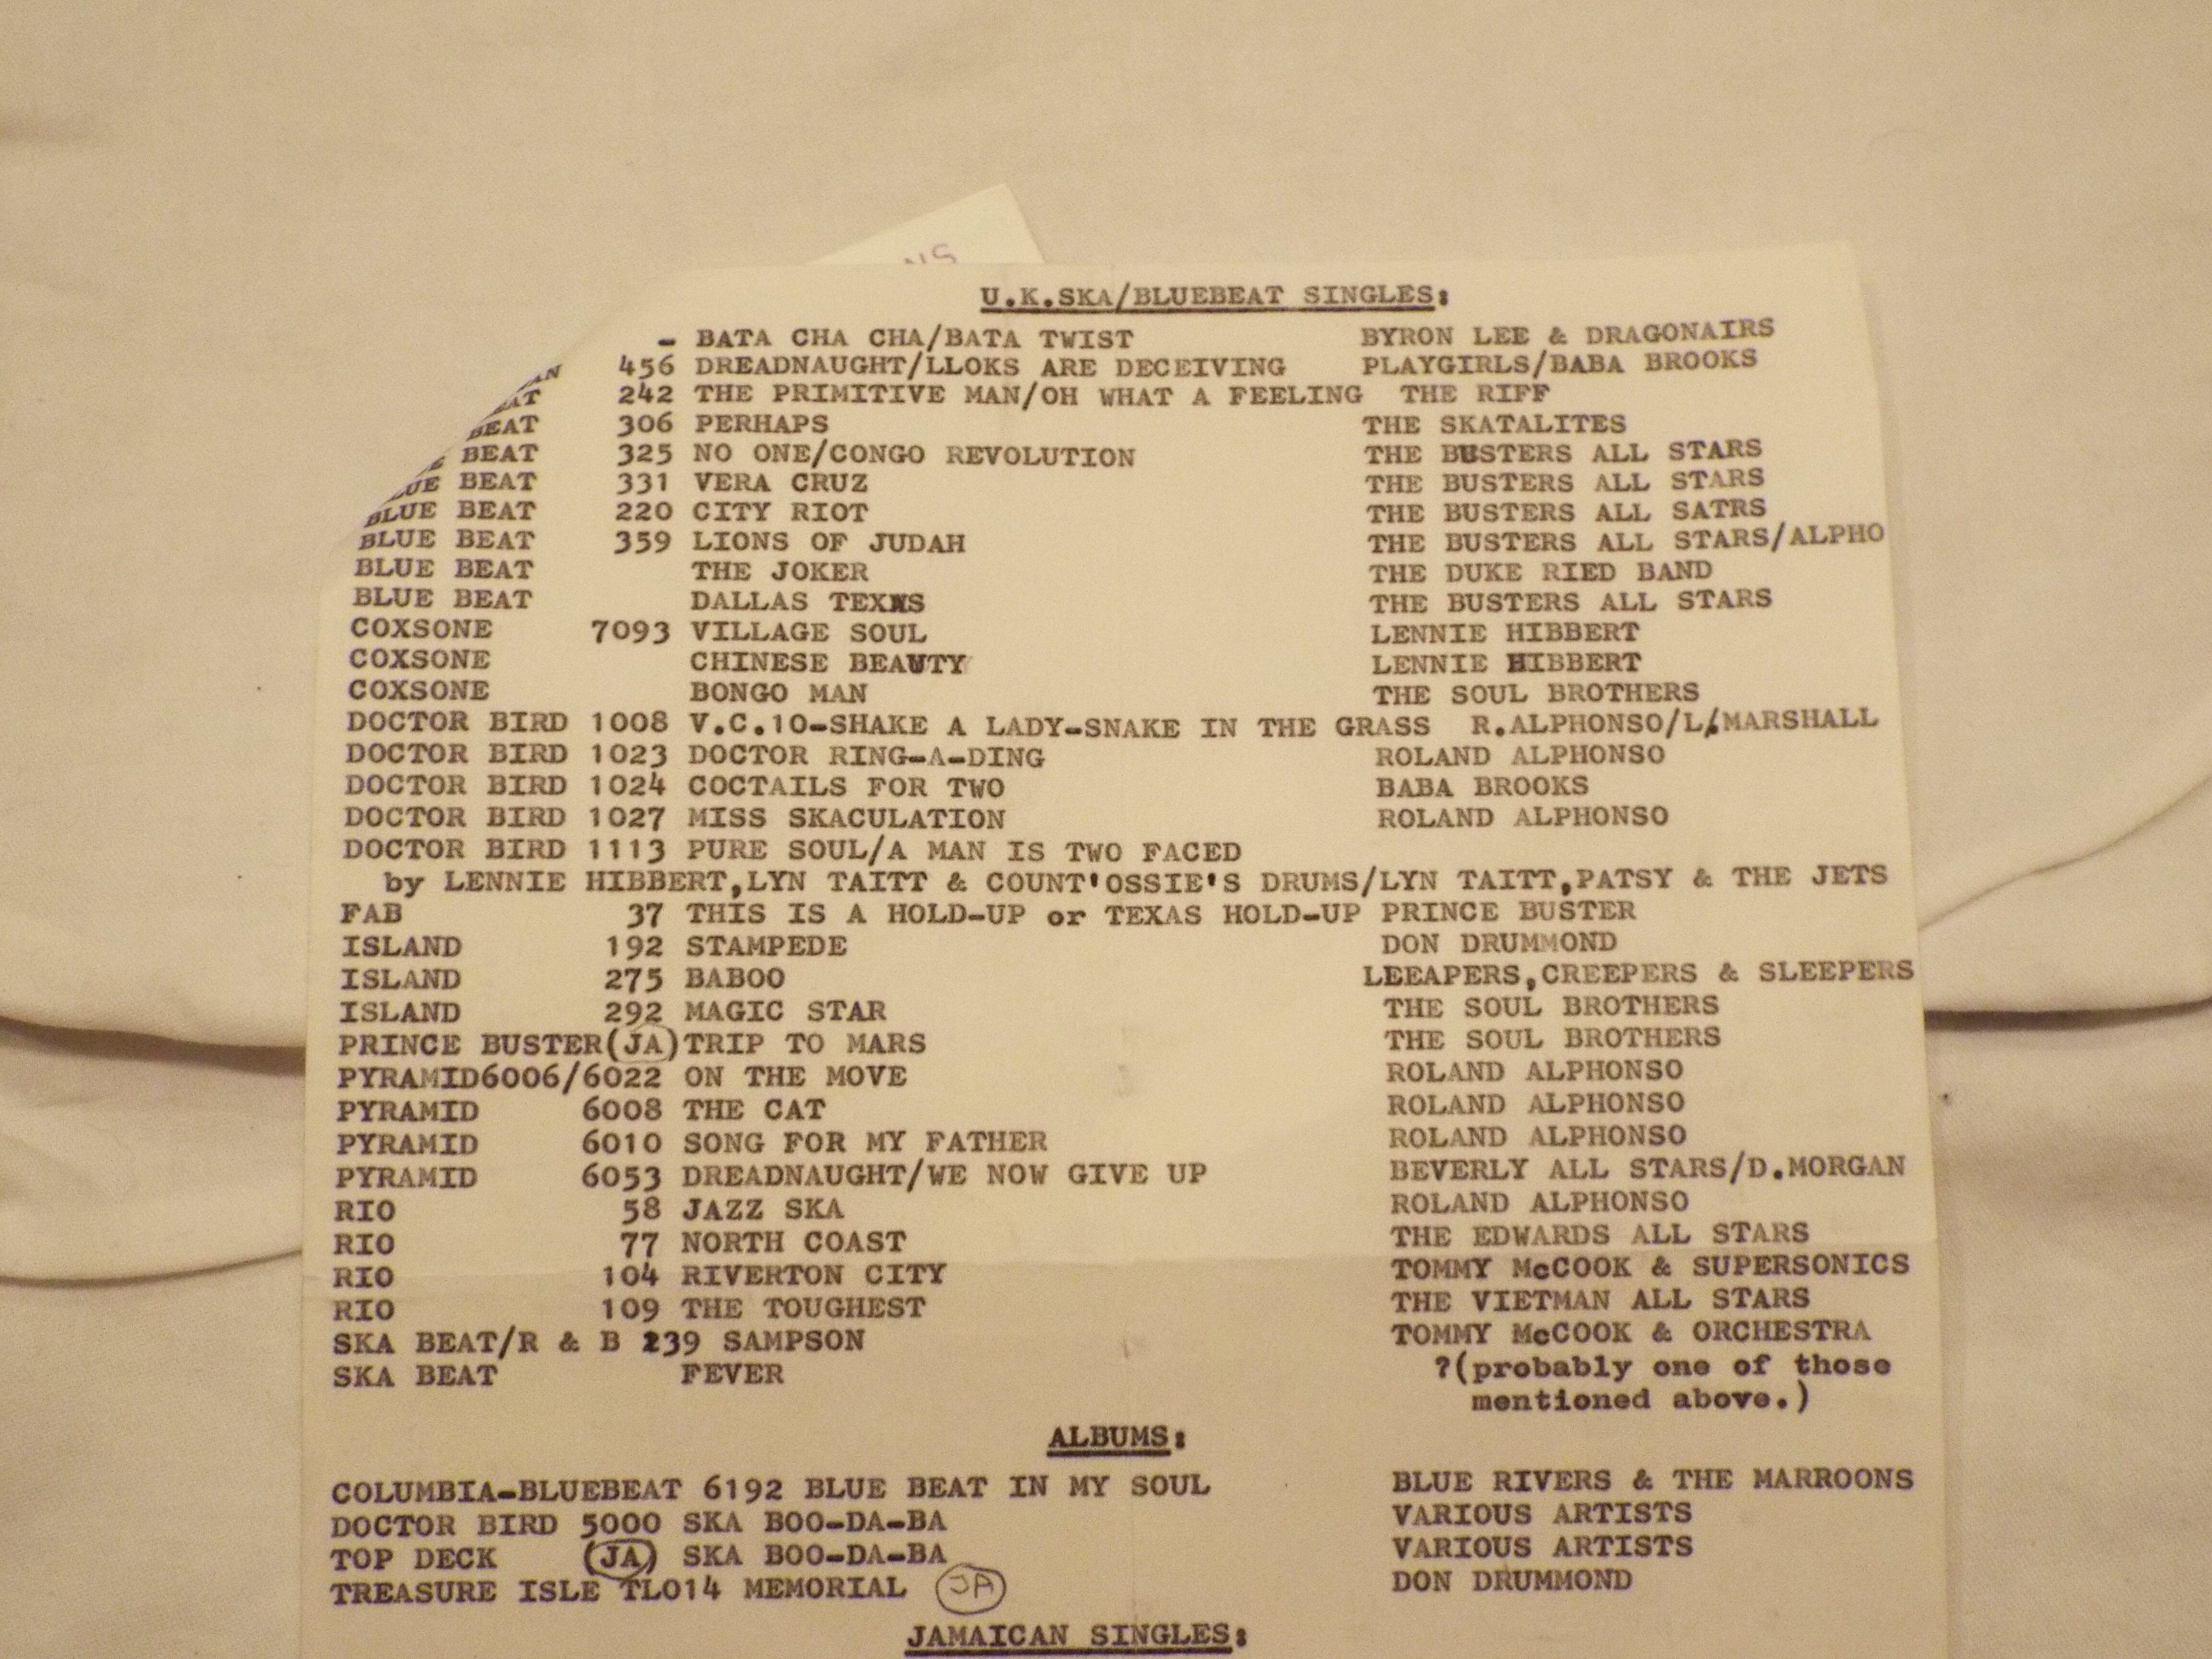 NS
U.K.SKA/BLUEBEAT SINGLES:
- BATA CHA CHA/BATA TWIST BYRON LEE & DRAGONAIRS
456 DREADNAUGHT/LLOKS ARE DECEIVING PLAYGIRLS/BABA BROOKS
242 THE PRIMITIVE MAN/OH WHAT A FEELING THE RIFF
BEAT 306 PERHAPS THE SKATALITES
BEAT 325 NO ONE/CONGO REVOLUTION THE BUSTERS ALL STARS
UE BEAT 331 VERA CRUZ THE BUSTERS ALL STARS
BLUE BEAT 220 CITY RIOT THE BUSTERS ALL SATRS
BLUE BEAT 359 LIONS OF JUDAH THE BUSTERS ALL STARS/ALPHO
BLUE BEAT THE JOKER THE DUKE RIED BAND
BLUE BEAT DALLAS TEXAS THE BUSTERS ALL STARS
COXSONE 7093 VILLAGE SOUL LENNIE HIBBERT
COXSONE CHINESE BEAUTY LENNIE HIBBERT
COXSONE BONGO MAN THE SOUL BROTHERS
DOCTOR BIRD 1008 V.C.10-SHAKE A LADY-SNAKE IN THE GRASS R.ALPHONSO/L.MARSHALL
DOCTOR BIRD 1023 DOCTOR RING-A-DING ROLAND ALPHONSO
DOCTOR BIRD 1024 COCTAILS FOR TWO BABA BROOKS
DOCTOR BIRD 1027 MISS SKACULATION ROLAND ALPHONSO
DOCTOR BIRD 1113 PURE SOUL/A MAN IS TWO FACED
by LENNIE HIBBERT,LYN TAITT & COUNT'OSSIE'S DRUMS/LYN TAITT,PATSY & THE JETS
FAB 37 THIS IS A HOLD-UP or TEXAS HOLD-UP PRINCE BUSTER
ISLAND 192 STAMPEDE DON DRUMMOND
ISLAND 275 BABOO LEEAPERS,CREEPERS & SLEEPERS
ISLAND 292 MAGIC STAR THE SOUL BROTHERS
PRINCE BUSTER(JA)TRIP TO MARS THE SOUL BROTHERS
PYRAMID6006/6022 ON THE MOVE ROLAND ALPHONSO
PYRAMID 6008 THE CAT ROLAND ALPHONSO
PYRAMID 6010 SONG FOR MY FATHER ROLAND ALPHONSO
PYRAMID 6053 DREADNAUGHT/WE NOW GIVE UP BEVERLY ALL STARS/D.MORGAN
RIO 58 JAZZ SKA ROLAND ALPHONSO
RIO 77 NORTH COAST THE EDWARDS ALL STARS
RIO 104 RIVERTON CITY TOMMY McCOOK & SUPERSONICS
RIO 109 THE TOUGHEST THE VIETMAN ALL STARS
SKA BEAT/R & B 239 SAMPSON TOMMY McCOOK & ORCHESTRA
SKA BEAT FEVER ?(probably one of those
mentioned above.)
ALBUMS:
COLUMBIA-BLUEBEAT 6192 BLUE BEAT IN MY SOUL BLUE RIVERS & THE MARROONS
DOCTOR BIRD 5000 SKA BOO-DA-BA VARIOUS ARTISTS
TOP DECK (JA) SKA BOO-DA-BA VARIOUS ARTISTS
TREASURE ISLE TL014 MEMORIAL JA DON DRUMMOND
JAMAICAN SINGLES: